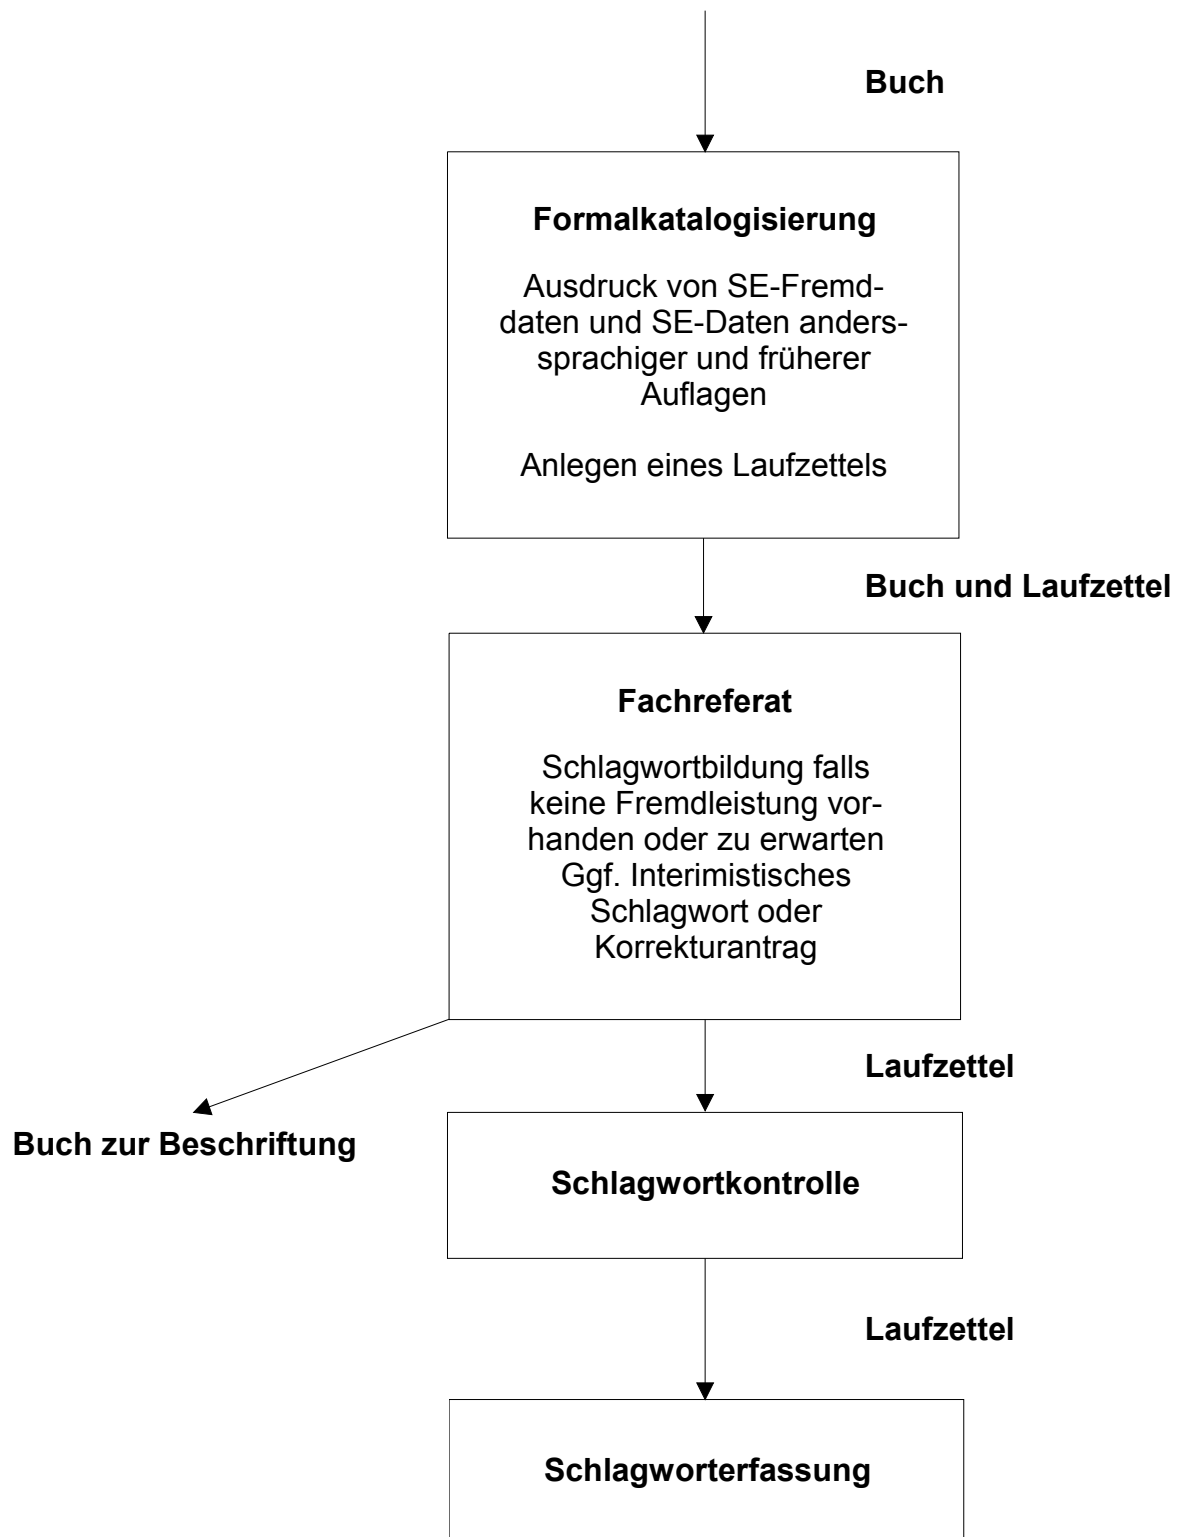 Buch
Formalkatalogisierung
Ausdruck von SE-Fremd-
daten und SE-Daten anders-
sprachiger und früherer
Auflagen
Anlegen eines Laufzettels
Buch und Laufzettel
Fachreferat
Schlagwortbildung falls
keine Fremdleistung vor-
handen oder zu erwarten
Ggf. Interimistisches
Schlagwort oder
Korrekturantrag
Laufzettel
Buch zur Beschriftung
Schlagwortkontrolle
Laufzettel
Schlagworterfassung